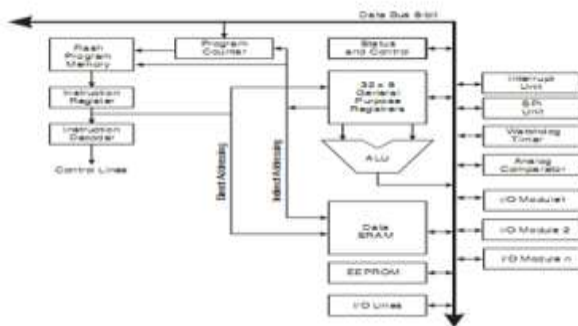 Data Bus 8-bit
Flash
Program
Memory
Program
Counter
Status
and Control
Instruction
Register
32 x 8
General
Purpose
Registers
Interrupt
Unit
SPI
Unit
Instruction
Decoder
Watchdog
Timer
ALU
Analog
Comparator
Control Lines
Direct Addressing
Indirect Addressing
I/O Module1
Data
SRAM
I/O Module 2
I/O Module n
EEPROM
I/O Lines